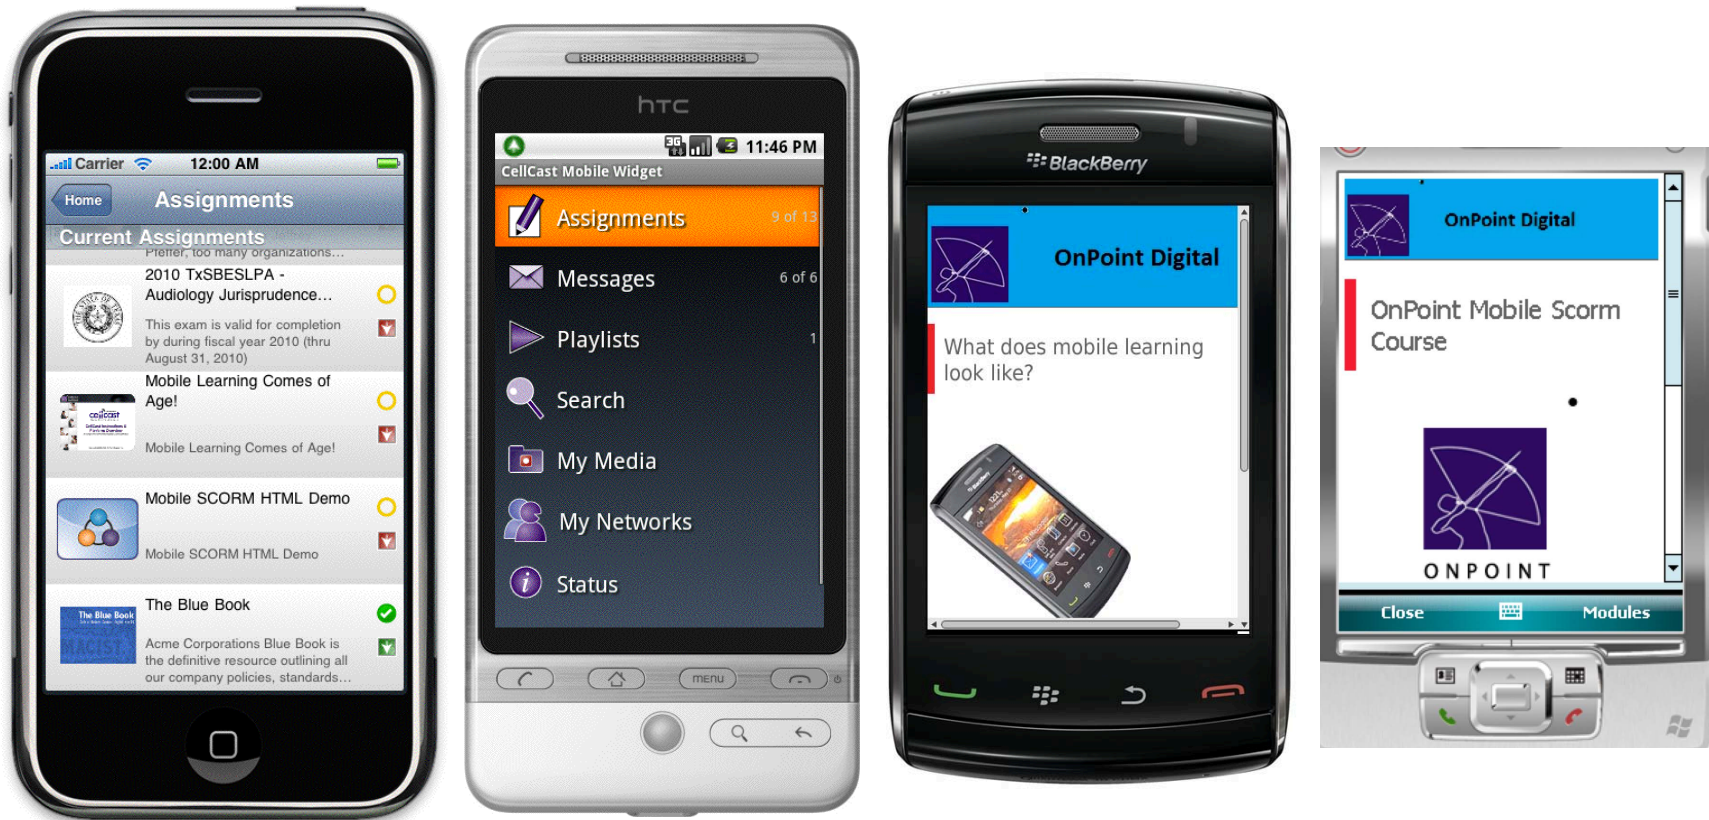 Carrier
12:00 AM
Home
Assignments
Current Assignments
Pfeffer, too many organizations...
2010 TxSBESLPA -
Audiology Jurisprudence...
This exam is valid for completion
by during fiscal year 2010 (thru
August 31, 2010)
Mobile Learning Comes of
Age!
cellcast
Mobile Learning Comes of Age!
Mobile SCORM HTML Demo
Mobile SCORM HTML Demo
The Blue Book
The Blue Book
Acme Corporations Blue Book is
the definitive resource outlining all
our company policies, standards...
hTC
3G
11:46 PM
CellCast Mobile Widget
Assignments
9 of 13
Messages
6 of 6
Playlists
1
Search
My Media
My Networks
Status
MENU
BlackBerry
OnPoint Digital
What does mobile learning
look like?
OnPoint Digital
OnPoint Mobile Scorm
Course
ONPOINT
Close
Modules